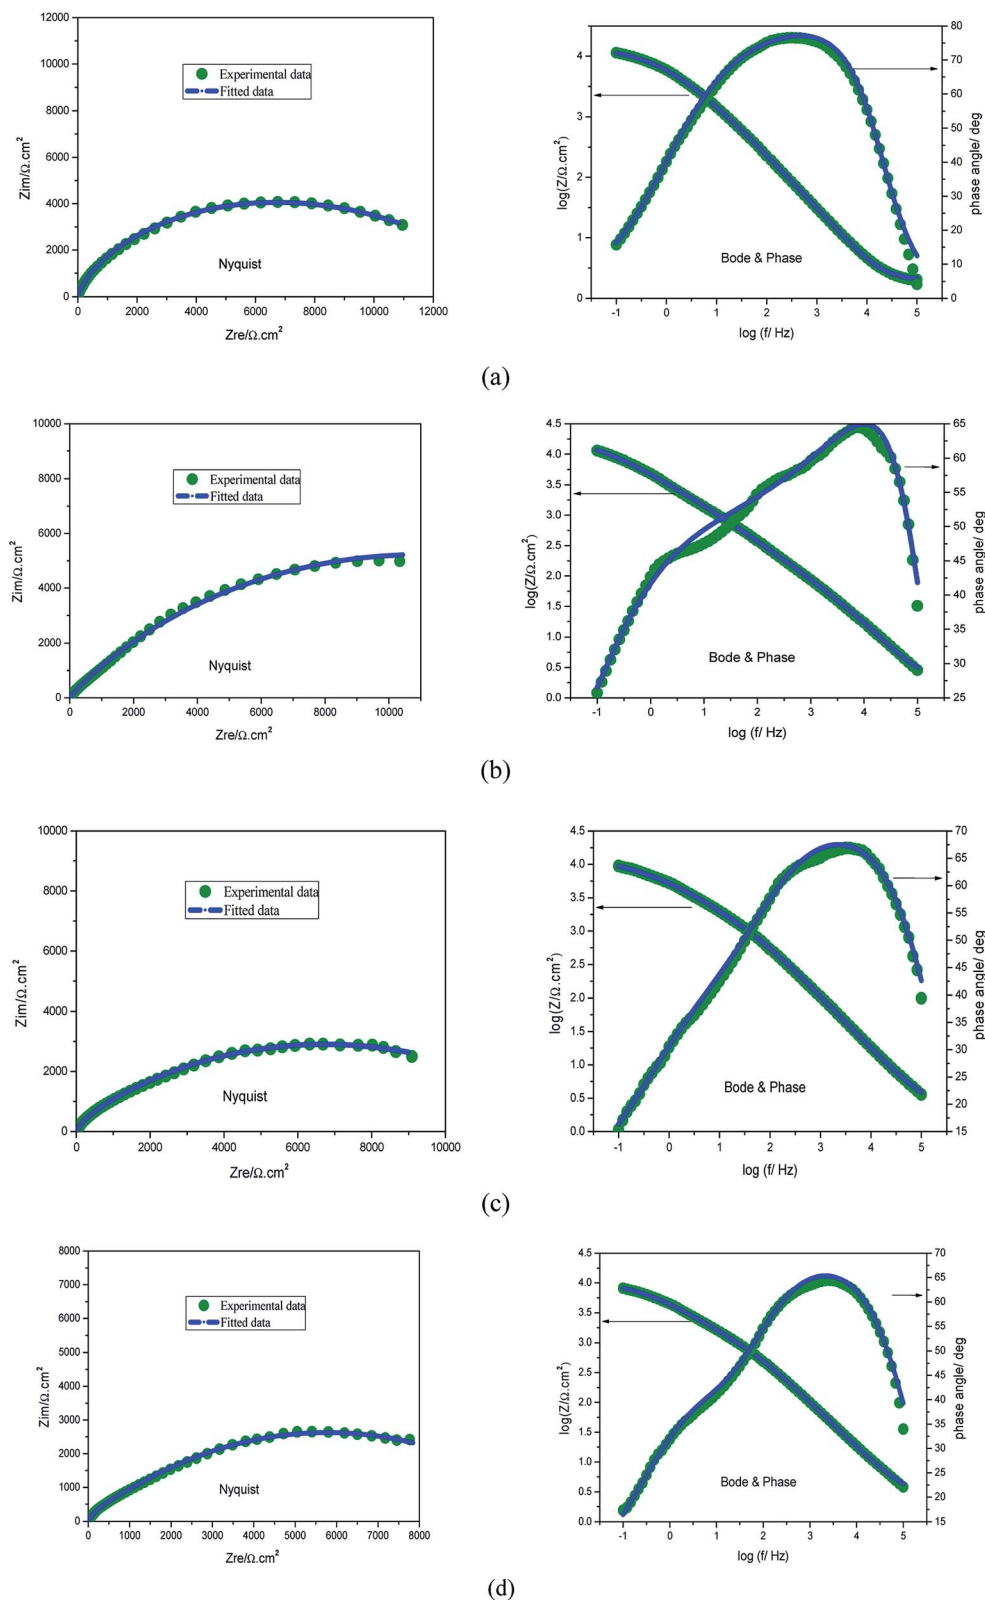 12000
10000
8000
6000
4000
2000
0
Zim/Ω.cm²
Experimental data
Fitted data
Nyquist
0 2000 4000 6000 8000 10000 12000
Zre/Ω.cm²
4
3
2
1
0
log(Z/Ω.cm²)
80
70
60
50
40
30
20
10
0
phase angle/ deg
Bode & Phase
-1 0 1 2 3 4 5
log (f/ Hz)
(a)
10000
8000
6000
4000
2000
0
Zim/Ω.cm²
Experimental data
Fitted data
Nyquist
0 2000 4000 6000 8000 10000
Zre/Ω.cm²
4.5
4.0
3.5
3.0
2.5
2.0
1.5
1.0
0.5
0.0
log(Z/Ω.cm²)
65
60
55
50
45
40
35
30
25
phase angle/ deg
Bode & Phase
-1 0 1 2 3 4 5
log (f/ Hz)
(b)
10000
8000
6000
4000
2000
0
Zim/Ω.cm²
Experimental data
Fitted data
Nyquist
0 2000 4000 6000 8000 10000
Zre/Ω.cm²
4.5
4.0
3.5
3.0
2.5
2.0
1.5
1.0
0.5
0.0
log(Z/Ω.cm²)
70
65
60
55
50
45
40
35
30
25
20
15
phase angle/ deg
Bode & Phase
-1 0 1 2 3 4 5
log (f/ Hz)
(c)
8000
7000
6000
5000
4000
3000
2000
1000
0
Zim/Ω.cm²
Experimental data
Fitted data
Nyquist
0 1000 2000 3000 4000 5000 6000 7000 8000
Zre/Ω.cm²
4.5
4.0
3.5
3.0
2.5
2.0
1.5
1.0
0.5
0.0
log(Z/Ω.cm²)
70
65
60
55
50
45
40
35
30
25
20
15
phase angle/ deg
Bode & Phase
-1 0 1 2 3 4 5
log (f/ Hz)
(d)